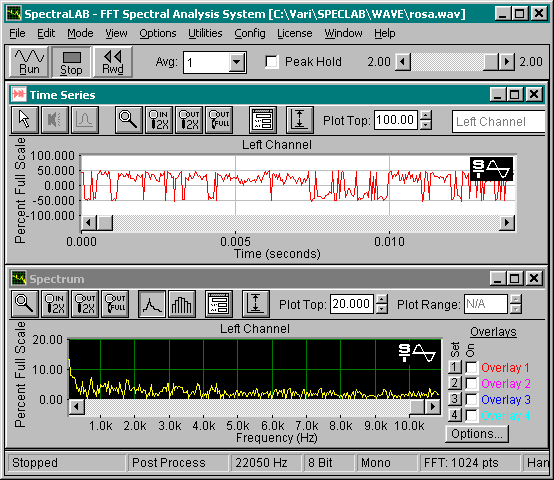 SpectraLAB - FFT Spectral Analysis System [C:\Vari\SPECLAB\WAVE\rosa.wav]
File Edit Mode View Options Utilities Config License Window Help
Run Stop Rwd Avg: 1 Peak Hold 2.00 2.00
Time Series
IN 2X OUT 2X OUT FULL Plot Top: 100.00 Left Channel
Left Channel
Percent Full Scale
100.000
50.000
0.000
-50.000
-100.000
0.000 0.005 0.010
Time (seconds)
Spectrum
IN 2X OUT 2X OUT FULL Plot Top: 20.000 Plot Range: N/A
Left Channel
Percent Full Scale
20.00
10.00
0.00
1.0k 2.0k 3.0k 4.0k 5.0k 6.0k 7.0k 8.0k 9.0k 10.0k
Frequency (Hz)
Overlays
Set On
1 Overlay 1
2 Overlay 2
3 Overlay 3
4 Overlay 4
Options...
Stopped Post Process 22050 Hz 8 Bit Mono FFT: 1024 pts Han